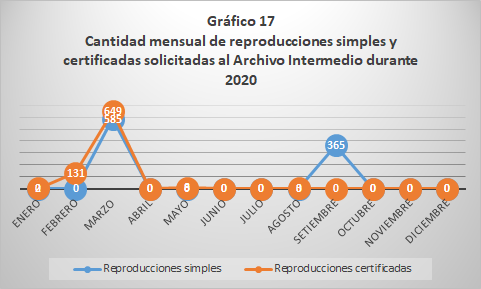 Gráfico 17
Cantidad mensual de reproducciones simples y
certificadas solicitadas al Archivo Intermedio durante
2020
649
585
365
131
0
0
0
0
0
0
0
0
0
0
0
ENERO
FEBRERO
MARZO
ABRIL
MAYO
JUNIO
JULIO
AGOSTO
SETIEMBRE
OCTUBRE
NOVIEMBRE
DICIEMBRE
Reproducciones simples
Reproducciones certificadas